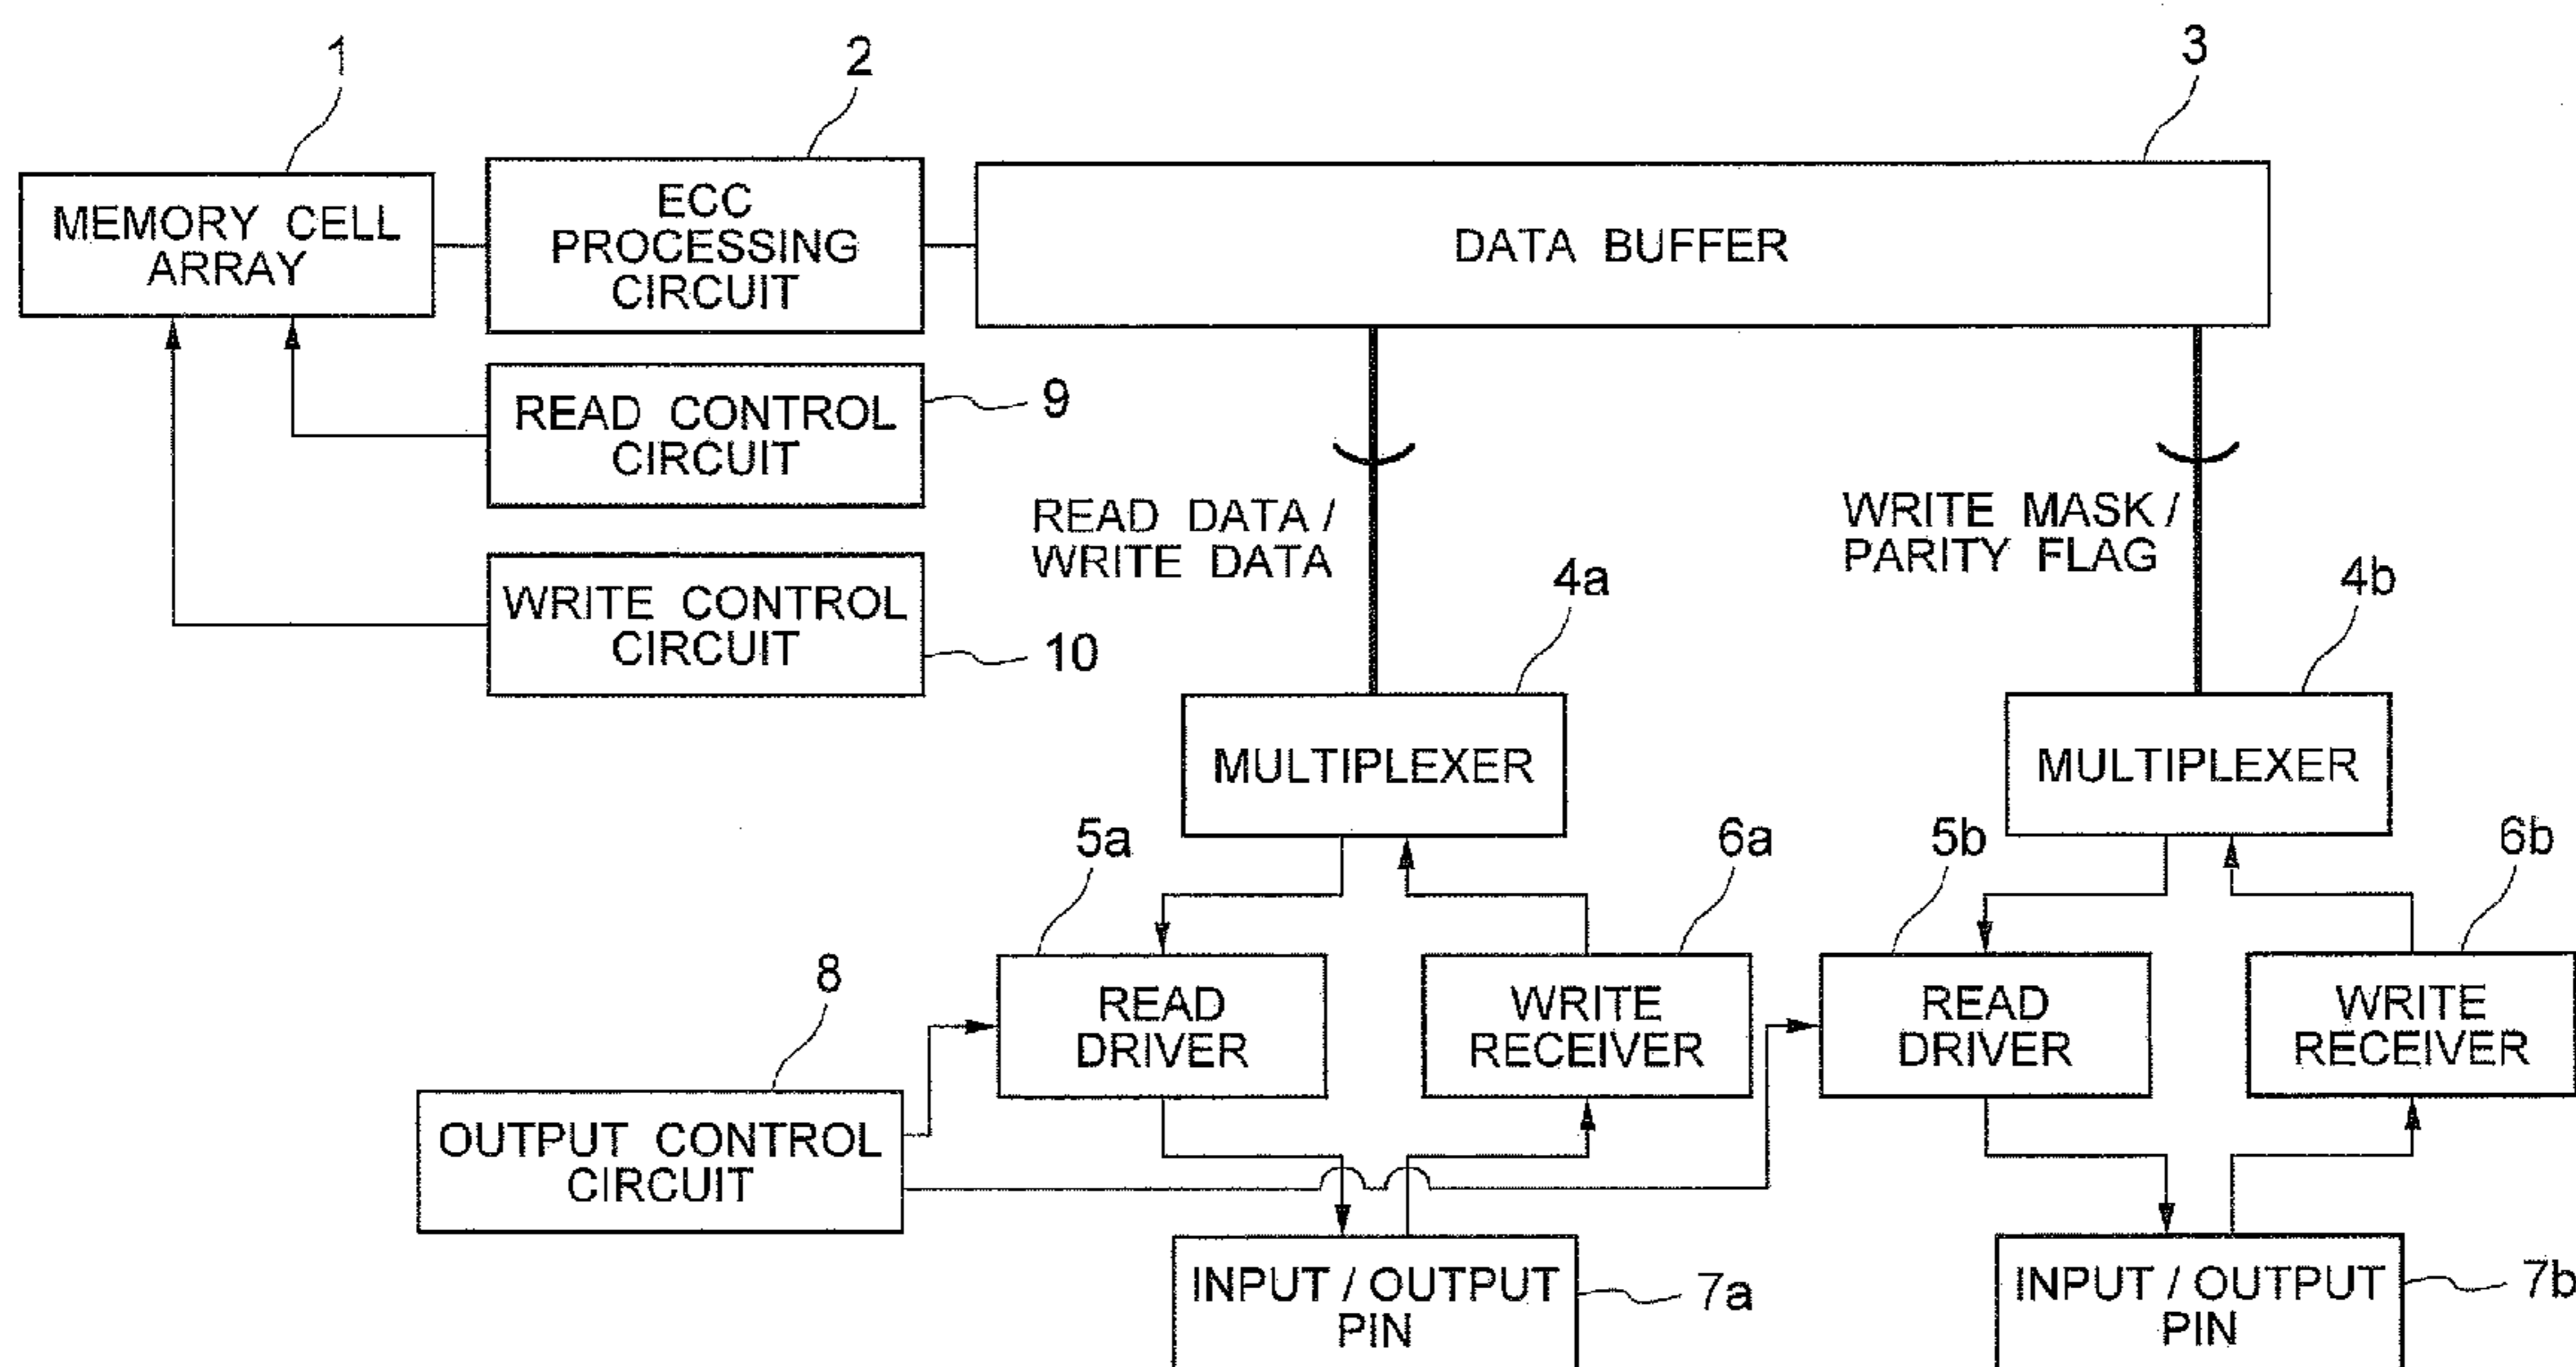 1
2
3
MEMORY CELL
ARRAY
ECC
PROCESSING
CIRCUIT
DATA BUFFER
READ CONTROL
CIRCUIT
9
WRITE CONTROL
CIRCUIT
10
READ DATA /
WRITE DATA
WRITE MASK /
PARITY FLAG
4a
4b
MULTIPLEXER
MULTIPLEXER
5a
6a
5b
6b
8
READ
DRIVER
WRITE
RECEIVER
READ
DRIVER
WRITE
RECEIVER
OUTPUT CONTROL
CIRCUIT
INPUT / OUTPUT
PIN
7a
INPUT / OUTPUT
PIN
7b